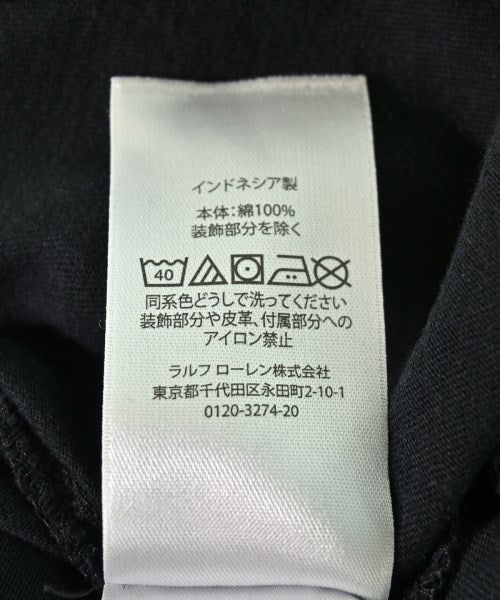 インドネシア製
本体:綿100%
装飾部分を除く
40
同系色どうしで洗ってください
装飾部分や皮革、付属部分への
アイロン禁止
ラルフ ローレン株式会社
東京都千代田区永田町2-10-1
0120-3274-20